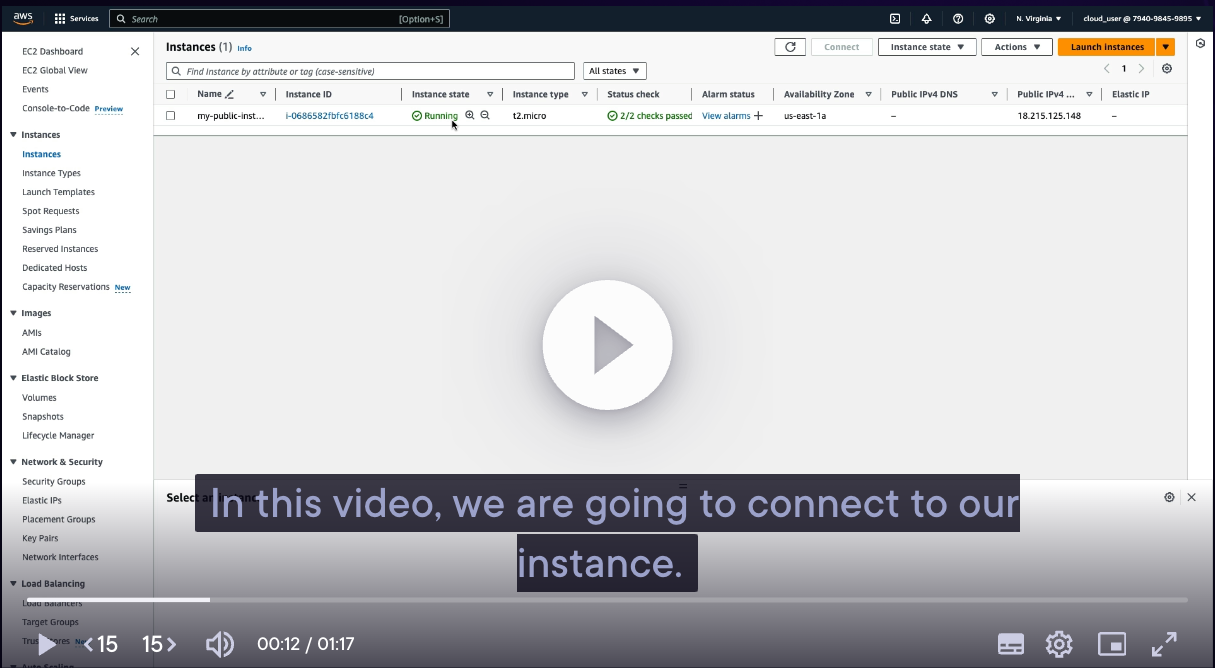 aws Services Search [Option+S] N. Virginia cloud_user @ 7940-9845-9895
EC2 Dashboard
EC2 Global View
Events
Console-to-Code Preview
Instances
Instances
Instance Types
Launch Templates
Spot Requests
Savings Plans
Reserved Instances
Dedicated Hosts
Capacity Reservations New
Images
AMIs
AMI Catalog
Elastic Block Store
Volumes
Snapshots
Lifecycle Manager
Network & Security
Security Groups
Elastic IPs
Placement Groups
Key Pairs
Network Interfaces
Load Balancing
Load Balancers
Target Groups
Instances (1) Info Connect Instance state Actions Launch instances
Find Instance by attribute or tag (case-sensitive) All states 1
Name Instance ID Instance state Instance type Status check Alarm status Availability Zone Public IPv4 DNS Public IPv4 ... Elastic IP
my-public-inst... i-0686582fbfc6188c4 Running t2.micro 2/2 checks passed View alarms + us-east-1a – 18.215.125.148 –
In this video, we are going to connect to our
instance.
15 15 00:12 / 01:17